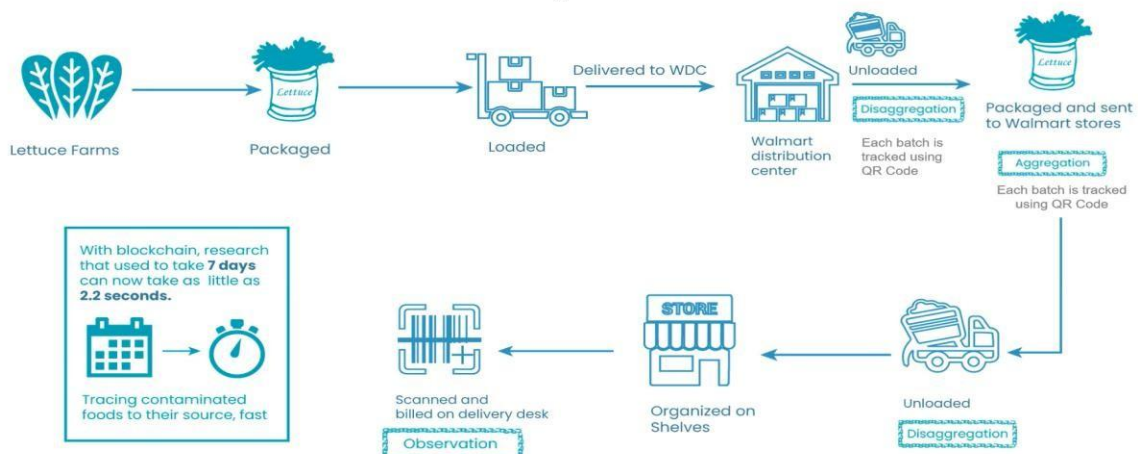 Lettuce Farms
Lettuce
Packaged
Loaded
Delivered to WDC
Walmart
distribution
center
Unloaded
Disaggregation
Each batch is
tracked using
QR Code
Lettuce
Packaged and sent
to Walmart stores
Aggregation
Each batch is tracked
using QR Code
Unloaded
Disaggregation
STORE
Organized on
Shelves
Scanned and
billed on delivery desk
Observation
With blockchain, research
that used to take 7 days
can now take as little as
2.2 seconds.
Tracing contaminated
foods to their source, fast